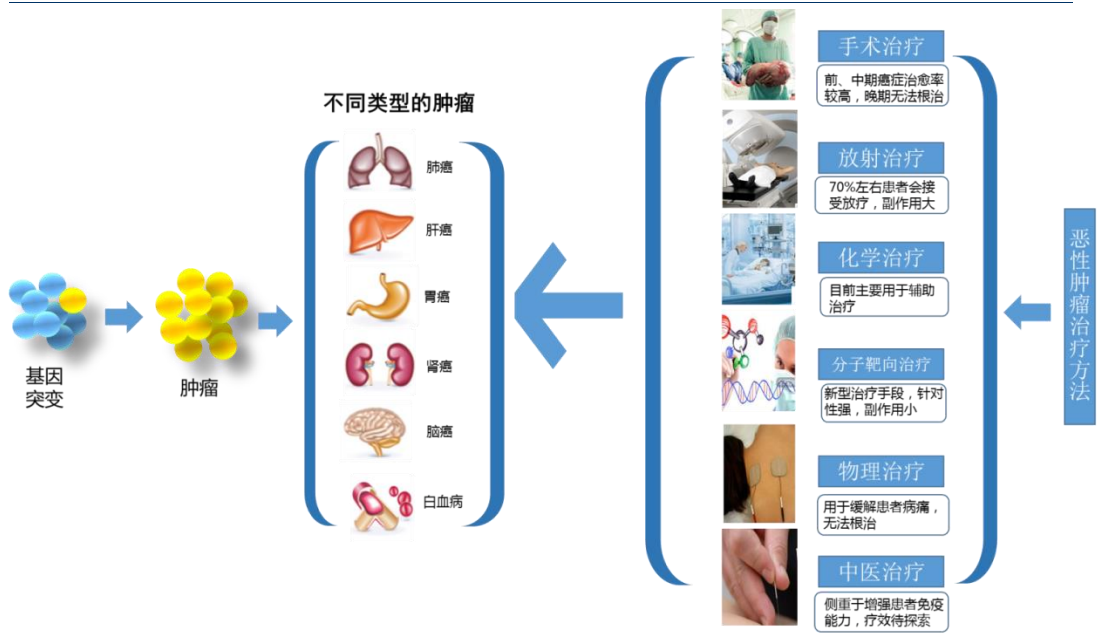 基因
突变
肿瘤
不同类型的肿瘤
肺癌
肝癌
胃癌
肾癌
脑癌
白血病
手术治疗
前、中期癌症治愈率
较高，晚期无法根治
放射治疗
70%左右患者会接
受放疗，副作用大
化学治疗
目前主要用于辅助
治疗
分子靶向治疗
新型治疗手段，针对
性强，副作用小
物理治疗
用于缓解患者病痛，
无法根治
中医治疗
侧重于增强患者免疫
能力，疗效待探索
恶性肿瘤治疗方法